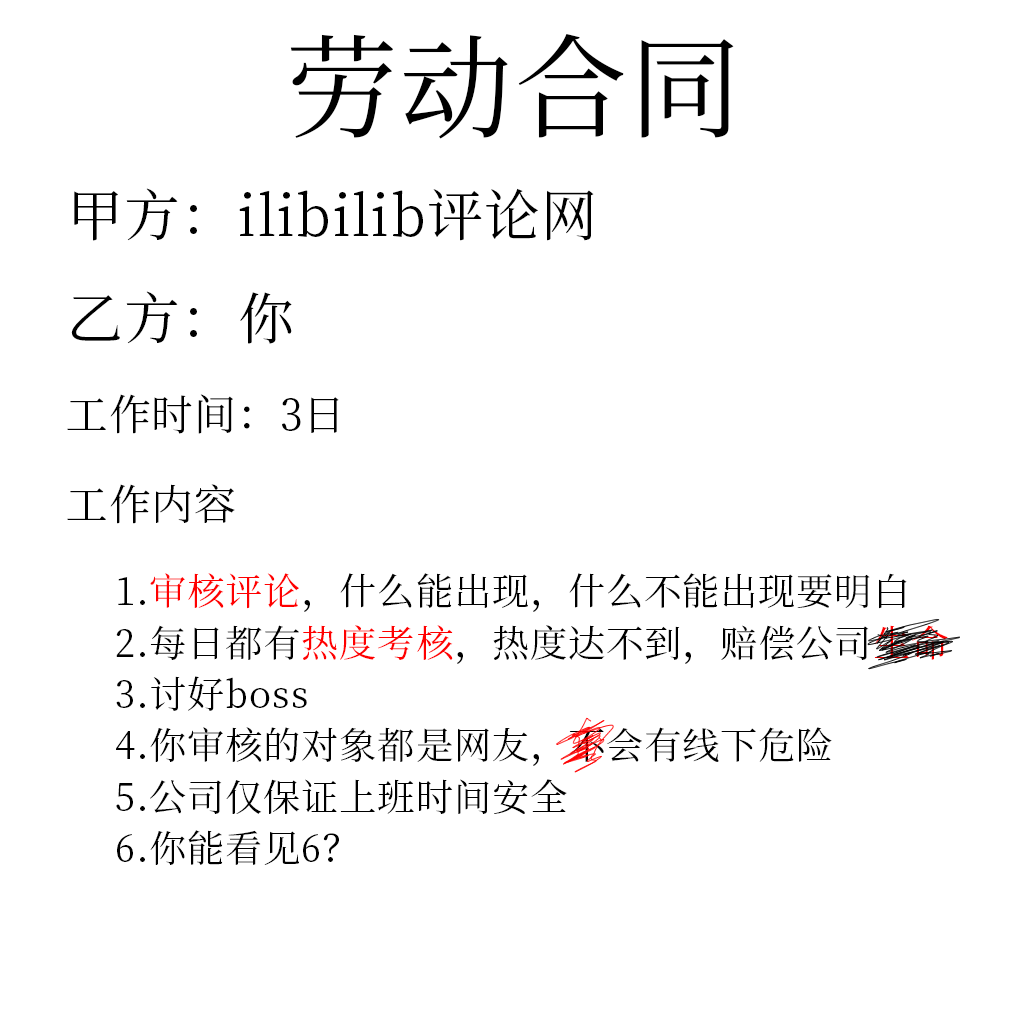 劳动合同
甲方：ilibilib评论网
乙方：你
工作时间：3日
工作内容
1.审核评论，什么能出现，什么不能出现要明白
2.每日都有热度考核，热度达不到，赔偿公司生命
3.讨好boss
4.你审核的对象都是网友，不会有线下危险
5.公司仅保证上班时间安全
6.你能看见6？